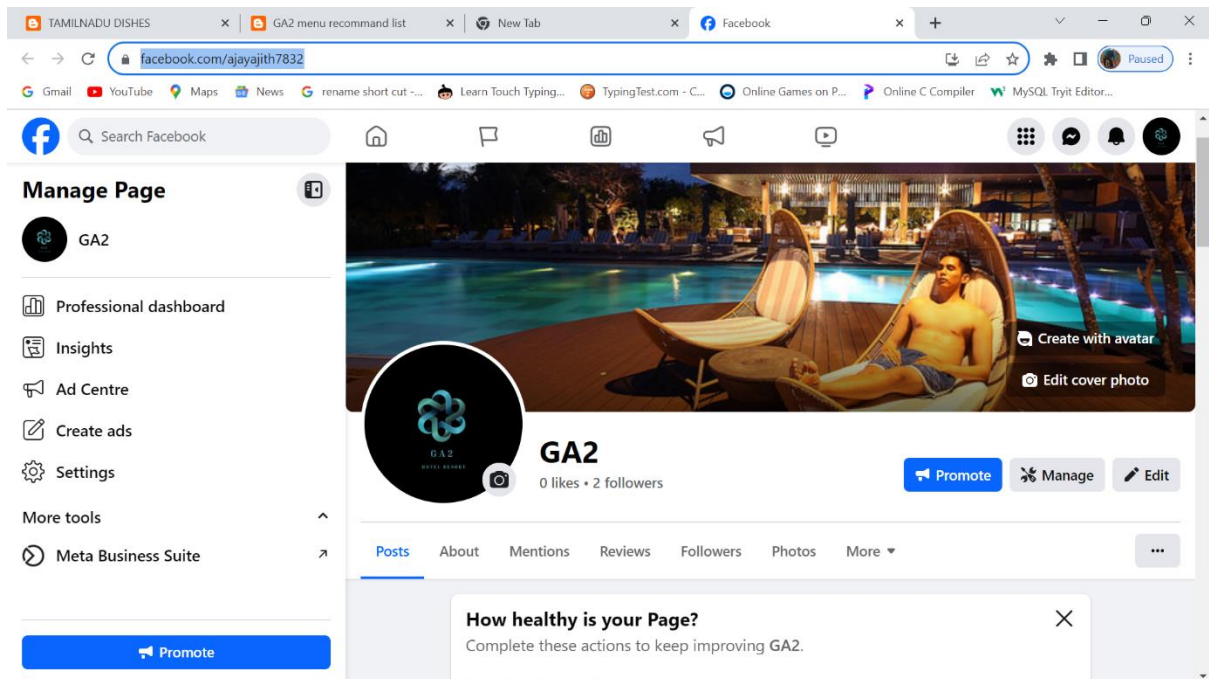 TAMILNADU DISHES
GA2 menu recommand list
New Tab
Facebook
facebook.com/ajayajith7832
Paused
Gmail
YouTube
Maps
News
rename short cut -...
Learn Touch Typing...
TypingTest.com - C...
Online Games on P...
Online C Compiler
MySQL Tryit Editor...
Search Facebook
Manage Page
GA2
Professional dashboard
Insights
Ad Centre
Create ads
Settings
More tools
Meta Business Suite
Promote
Create with avatar
Edit cover photo
GA2
HOTEL RESORT
GA2
0 likes • 2 followers
Promote
Manage
Edit
Posts
About
Mentions
Reviews
Followers
Photos
More
How healthy is your Page?
Complete these actions to keep improving GA2.